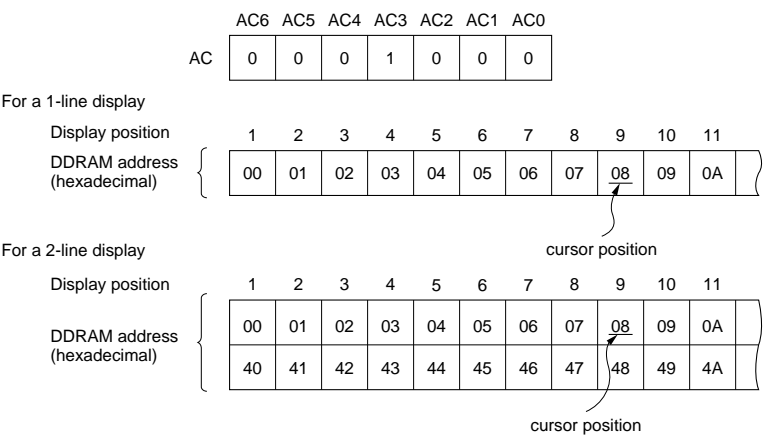 AC6 AC5 AC4 AC3 AC2 AC1 AC0
AC 0 0 0 1 0 0 0
For a 1-line display
Display position 1 2 3 4 5 6 7 8 9 10 11
DDRAM address
(hexadecimal)
00 01 02 03 04 05 06 07 08 09 0A
cursor position
For a 2-line display
Display position 1 2 3 4 5 6 7 8 9 10 11
DDRAM address
(hexadecimal)
00 01 02 03 04 05 06 07 08 09 0A
40 41 42 43 44 45 46 47 48 49 4A
cursor position